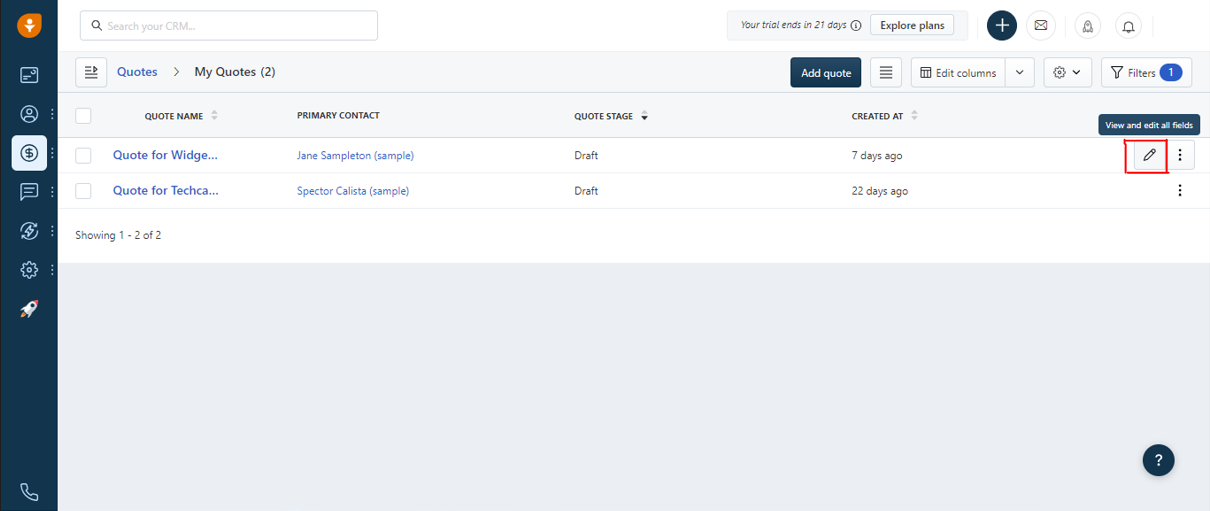 Search your CRM...
Your trial ends in 21 days
Explore plans
Quotes > My Quotes (2)
Add quote
Edit columns
Filters 1
QUOTE NAME
PRIMARY CONTACT
QUOTE STAGE
CREATED AT
View and edit all fields
Quote for Widge... Jane Sampleton (sample) Draft 7 days ago
Quote for Techca... Spector Calista (sample) Draft 22 days ago
Showing 1 - 2 of 2
?